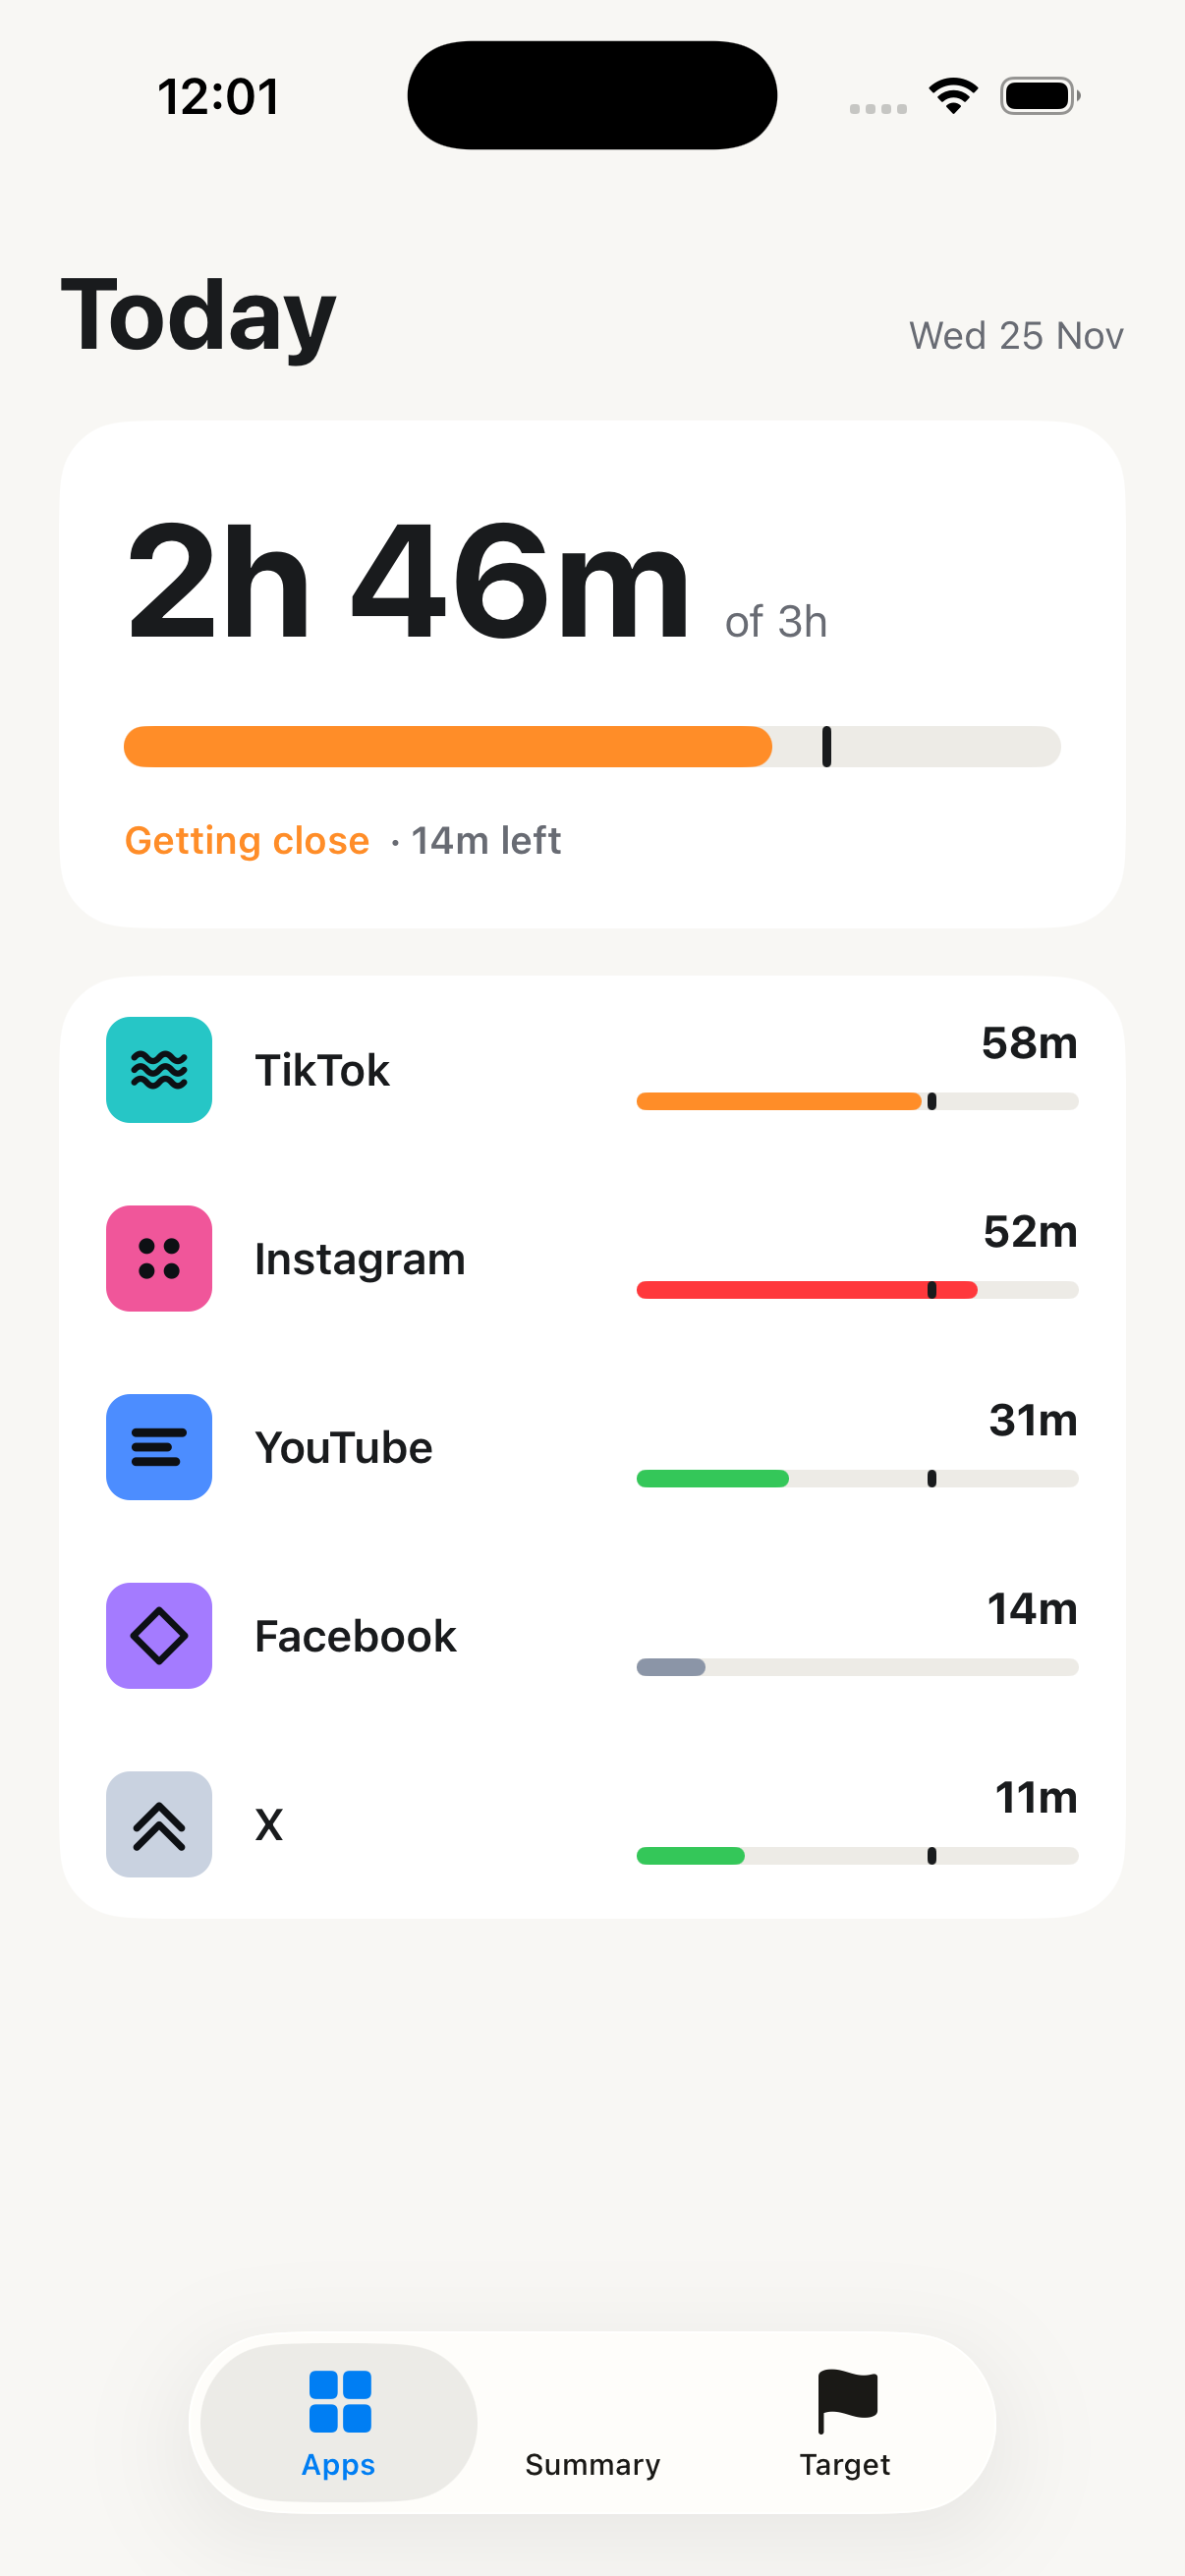 12:01
Today
Wed 25 Nov
2h 46m of 3h
Getting close · 14m left
TikTok
58m
Instagram
52m
YouTube
31m
Facebook
14m
X
11m
Apps
Summary
Target